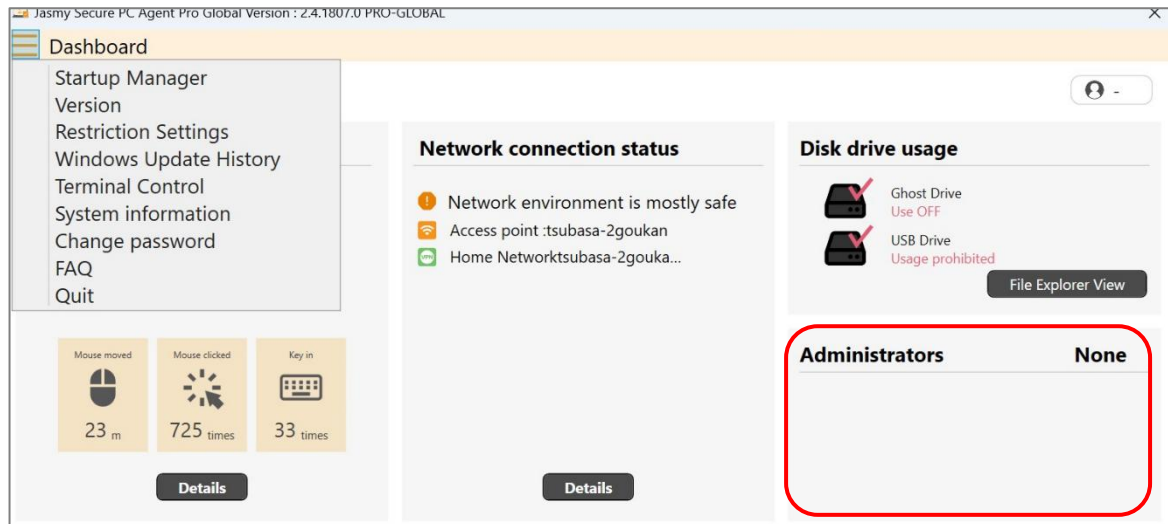 Jasmy Secure PC Agent Pro Global Version : 2.4.1807.0 PRO-GLOBAL
Dashboard
Startup Manager
Version
Restriction Settings
Windows Update History
Terminal Control
System information
Change password
FAQ
Quit
-
Mouse moved
23 m
Mouse clicked
725 times
Key in
33 times
Details
Network connection status
Network environment is mostly safe
Access point :tsubasa-2goukan
VPN
Home Networktsubasa-2gouka...
Details
Disk drive usage
Ghost Drive
Use OFF
USB Drive
Usage prohibited
File Explorer View
Administrators None